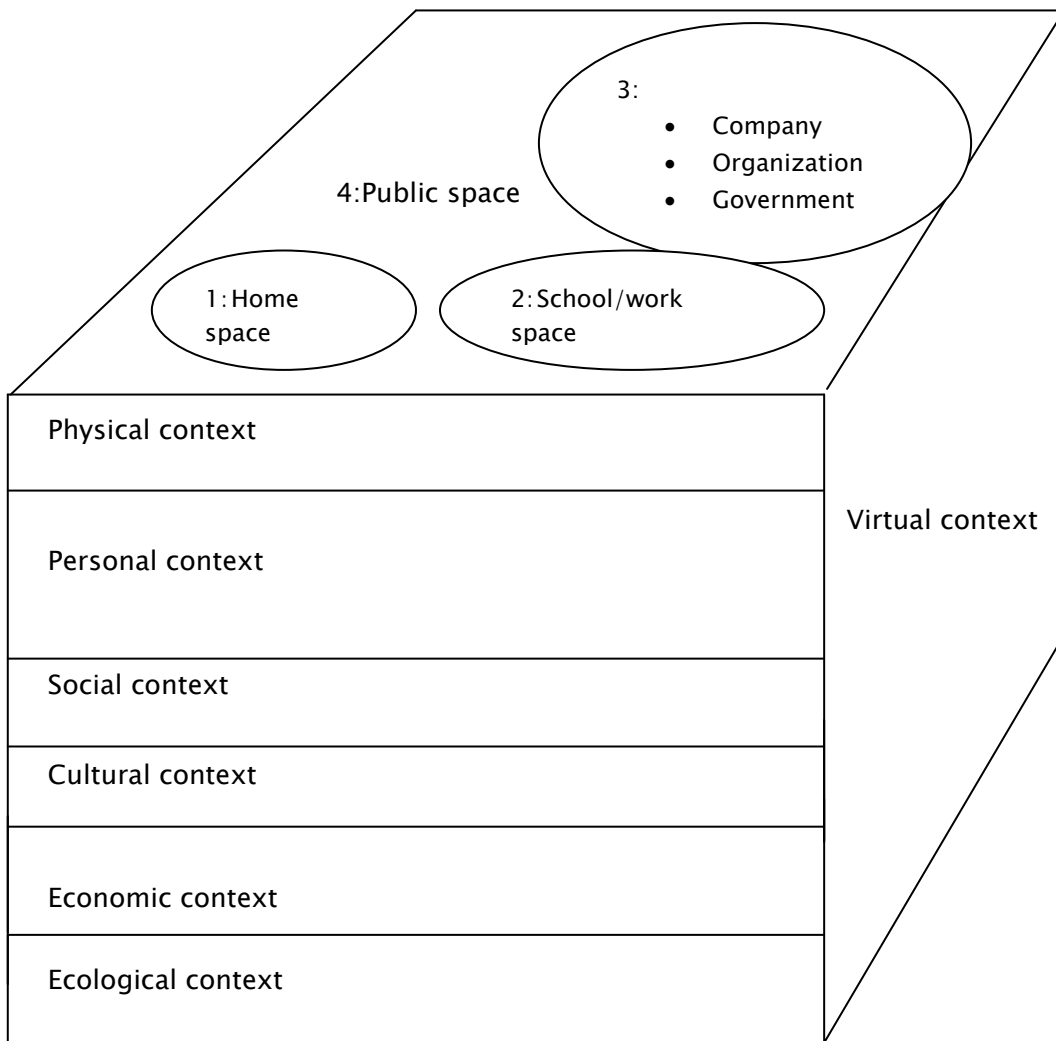 3:
• Company
• Organization
• Government
4:Public space
1:Home
space
2:School/work
space
Physical context
Personal context
Virtual context
Social context
Cultural context
Economic context
Ecological context